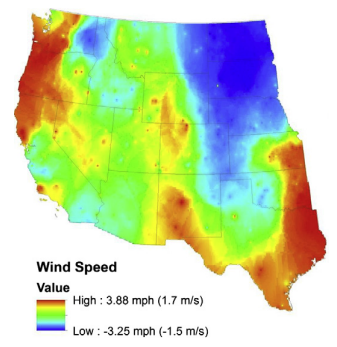 Wind Speed
Value
High : 3.88 mph (1.7 m/s)
Low : -3.25 mph (-1.5 m/s)